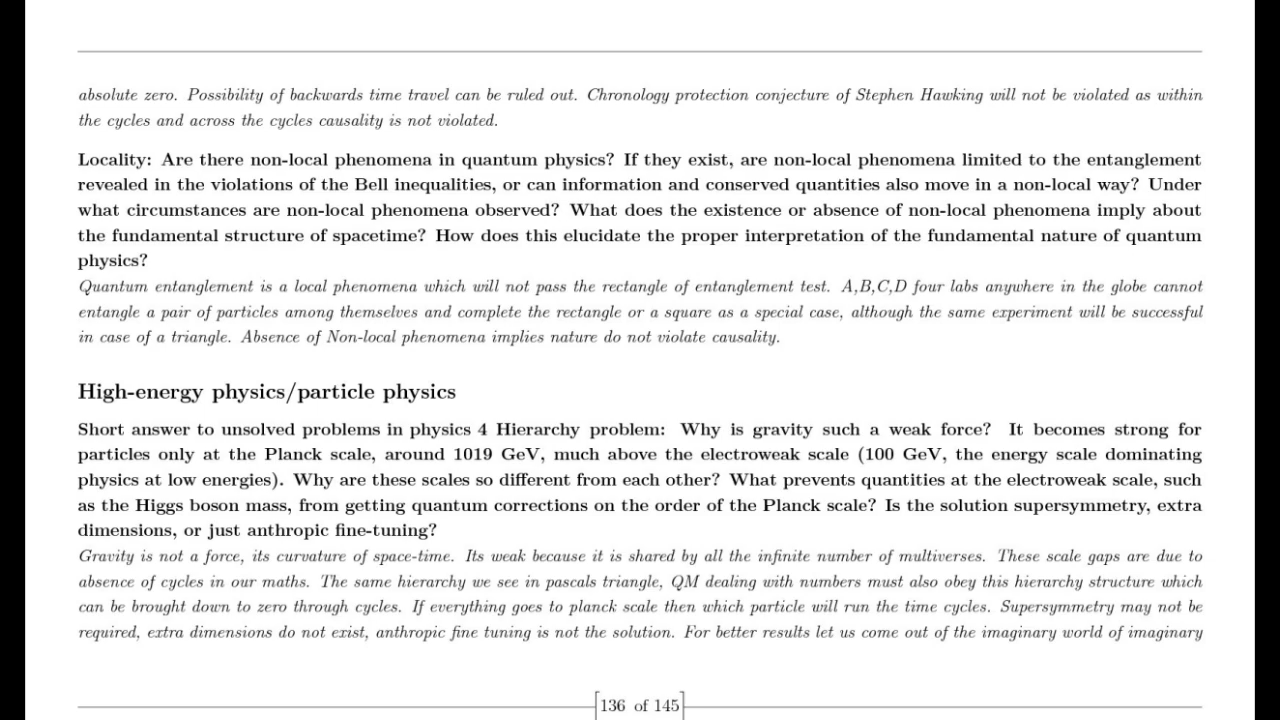 absolute zero. Possibility of backwards time travel can be ruled out. Chronology protection conjecture of Stephen Hawking will not be violated as within
the cycles and across the cycles causality is not violated.
Locality: Are there non-local phenomena in quantum physics? If they exist, are non-local phenomena limited to the entanglement
revealed in the violations of the Bell inequalities, or can information and conserved quantities also move in a non-local way? Under
what circumstances are non-local phenomena observed? What does the existence or absence of non-local phenomena imply about
the fundamental structure of spacetime? How does this elucidate the proper interpretation of the fundamental nature of quantum
physics?
Quantum entanglement is a local phenomena which will not pass the rectangle of entanglement test. A,B,C,D four labs anywhere in the globe cannot
entangle a pair of particles among themselves and complete the rectangle or a square as a special case, although the same experiment will be successful
in case of a triangle. Absence of Non-local phenomena implies nature do not violate causality.
High-energy physics/particle physics
Short answer to unsolved problems in physics 4 Hierarchy problem: Why is gravity such a weak force? It becomes strong for
particles only at the Planck scale, around 1019 GeV, much above the electroweak scale (100 GeV, the energy scale dominating
physics at low energies). Why are these scales so different from each other? What prevents quantities at the electroweak scale, such
as the Higgs boson mass, from getting quantum corrections on the order of the Planck scale? Is the solution supersymmetry, extra
dimensions, or just anthropic fine-tuning?
Gravity is not a force, its curvature of space-time. Its weak because it is shared by all the infinite number of multiverses. These scale gaps are due to
absence of cycles in our maths. The same hierarchy we see in pascals triangle, QM dealing with numbers must also obey this hierarchy structure which
can be brought down to zero through cycles. If everything goes to planck scale then which particle will run the time cycles. Supersymmetry may not be
required, extra dimensions do not exist, anthropic fine tuning is not the solution. For better results let us come out of the imaginary world of imaginary
136 of 145